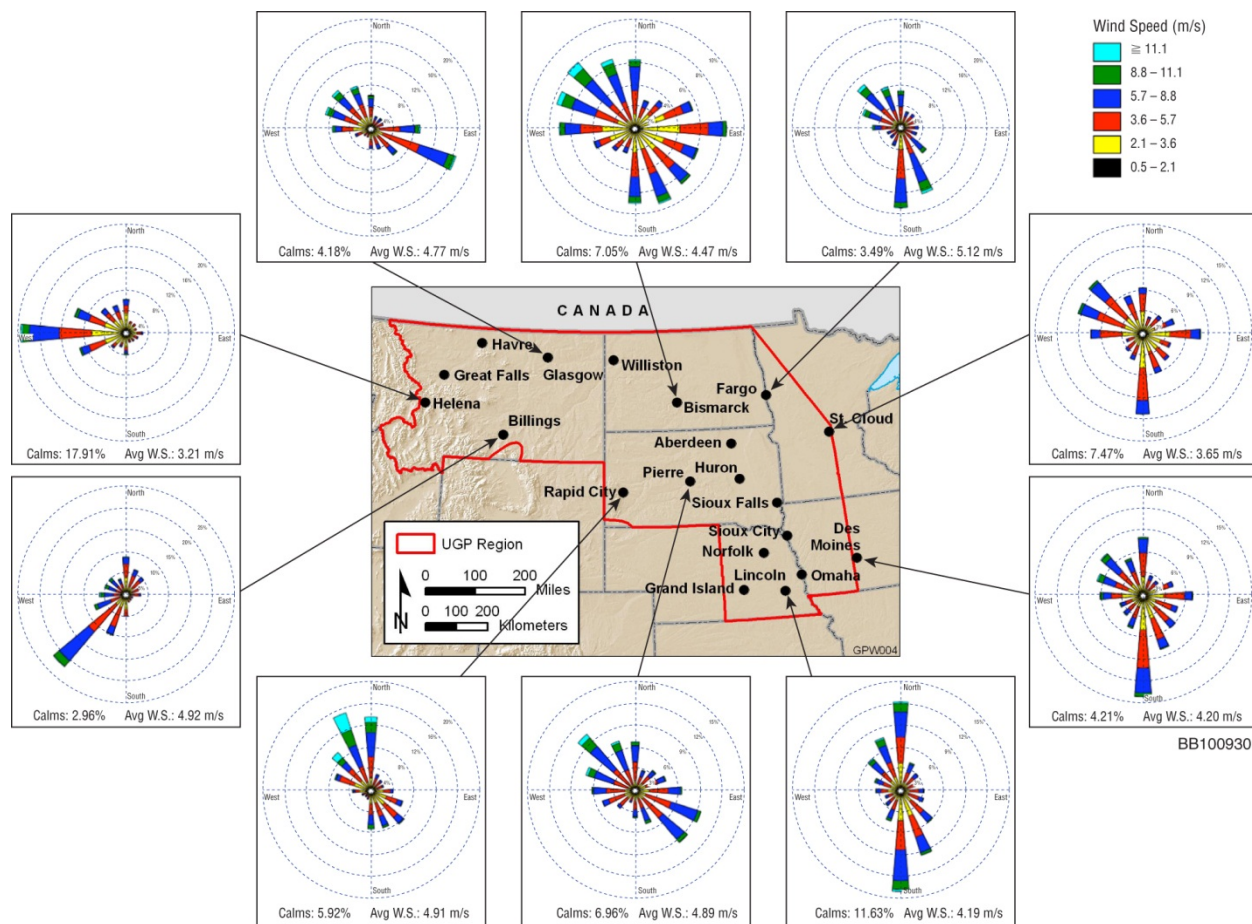 Wind Speed (m/s)
≧ 11.1
8.8 – 11.1
5.7 – 8.8
3.6 – 5.7
2.1 – 3.6
0.5 – 2.1
North
West
East
South
Calms: 4.18% Avg W.S.: 4.77 m/s
North
West
East
South
Calms: 7.05% Avg W.S.: 4.47 m/s
North
West
East
South
Calms: 3.49% Avg W.S.: 5.12 m/s
North
East
South
Calms: 17.91% Avg W.S.: 3.21 m/s
North
West
East
South
Calms: 7.47% Avg W.S.: 3.65 m/s
CANADA
Havre
Glasgow
Williston
Great Falls
Helena
Bismarck
Fargo
Billings
St. Cloud
Aberdeen
Pierre
Huron
Rapid City
Sioux Falls
Sioux City
Des
Moines
Norfolk
Lincoln
Omaha
Grand Island
UGP Region
N
0 100 200
Miles
0 100 200
Kilometers
GPW004
North
West
East
South
Calms: 2.96% Avg W.S.: 4.92 m/s
North
West
East
South
Calms: 4.21% Avg W.S.: 4.20 m/s
BB100930
North
West
East
South
Calms: 5.92% Avg W.S.: 4.91 m/s
North
West
East
South
Calms: 6.96% Avg W.S.: 4.89 m/s
North
West
East
South
Calms: 11.63% Avg W.S.: 4.19 m/s